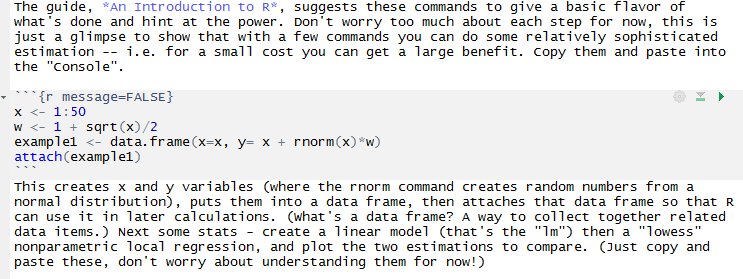 The guide, *An Introduction to R*, suggests these commands to give a basic flavor of
what's done and hint at the power. Don't worry too much about each step for now, this is
just a glimpse to show that with a few commands you can do some relatively sophisticated
estimation -- i.e. for a small cost you can get a large benefit. Copy them and paste into
the "Console".
```{r message=FALSE}
x <- 1:50
w <- 1 + sqrt(x)/2
example1 <- data.frame(x=x, y= x + rnorm(x)*w)
attach(example1)
```
This creates x and y variables (where the rnorm command creates random numbers from a
normal distribution), puts them into a data frame, then attaches that data frame so that R
can use it in later calculations. (What's a data frame? A way to collect together related
data items.) Next some stats - create a linear model (that's the "lm") then a "lowess"
nonparametric local regression, and plot the two estimations to compare. (Just copy and
paste these, don't worry about understanding them for now!)